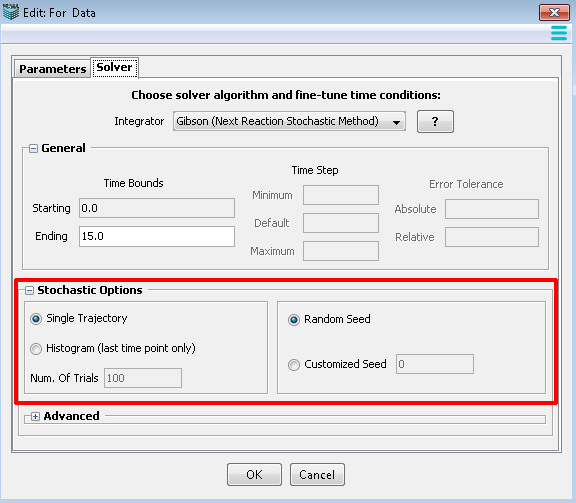 Edit: For Data
Parameters Solver
Choose solver algorithm and fine-tune time conditions:
Integrator Gibson (Next Reaction Stochastic Method) ?
General
Time Bounds
Starting 0.0
Ending 15.0
Time Step
Minimum
Default
Maximum
Error Tolerance
Absolute
Relative
Stochastic Options
Single Trajectory
Histogram (last time point only)
Num. Of Trials 100
Random Seed
Customized Seed 0
Advanced
OK Cancel